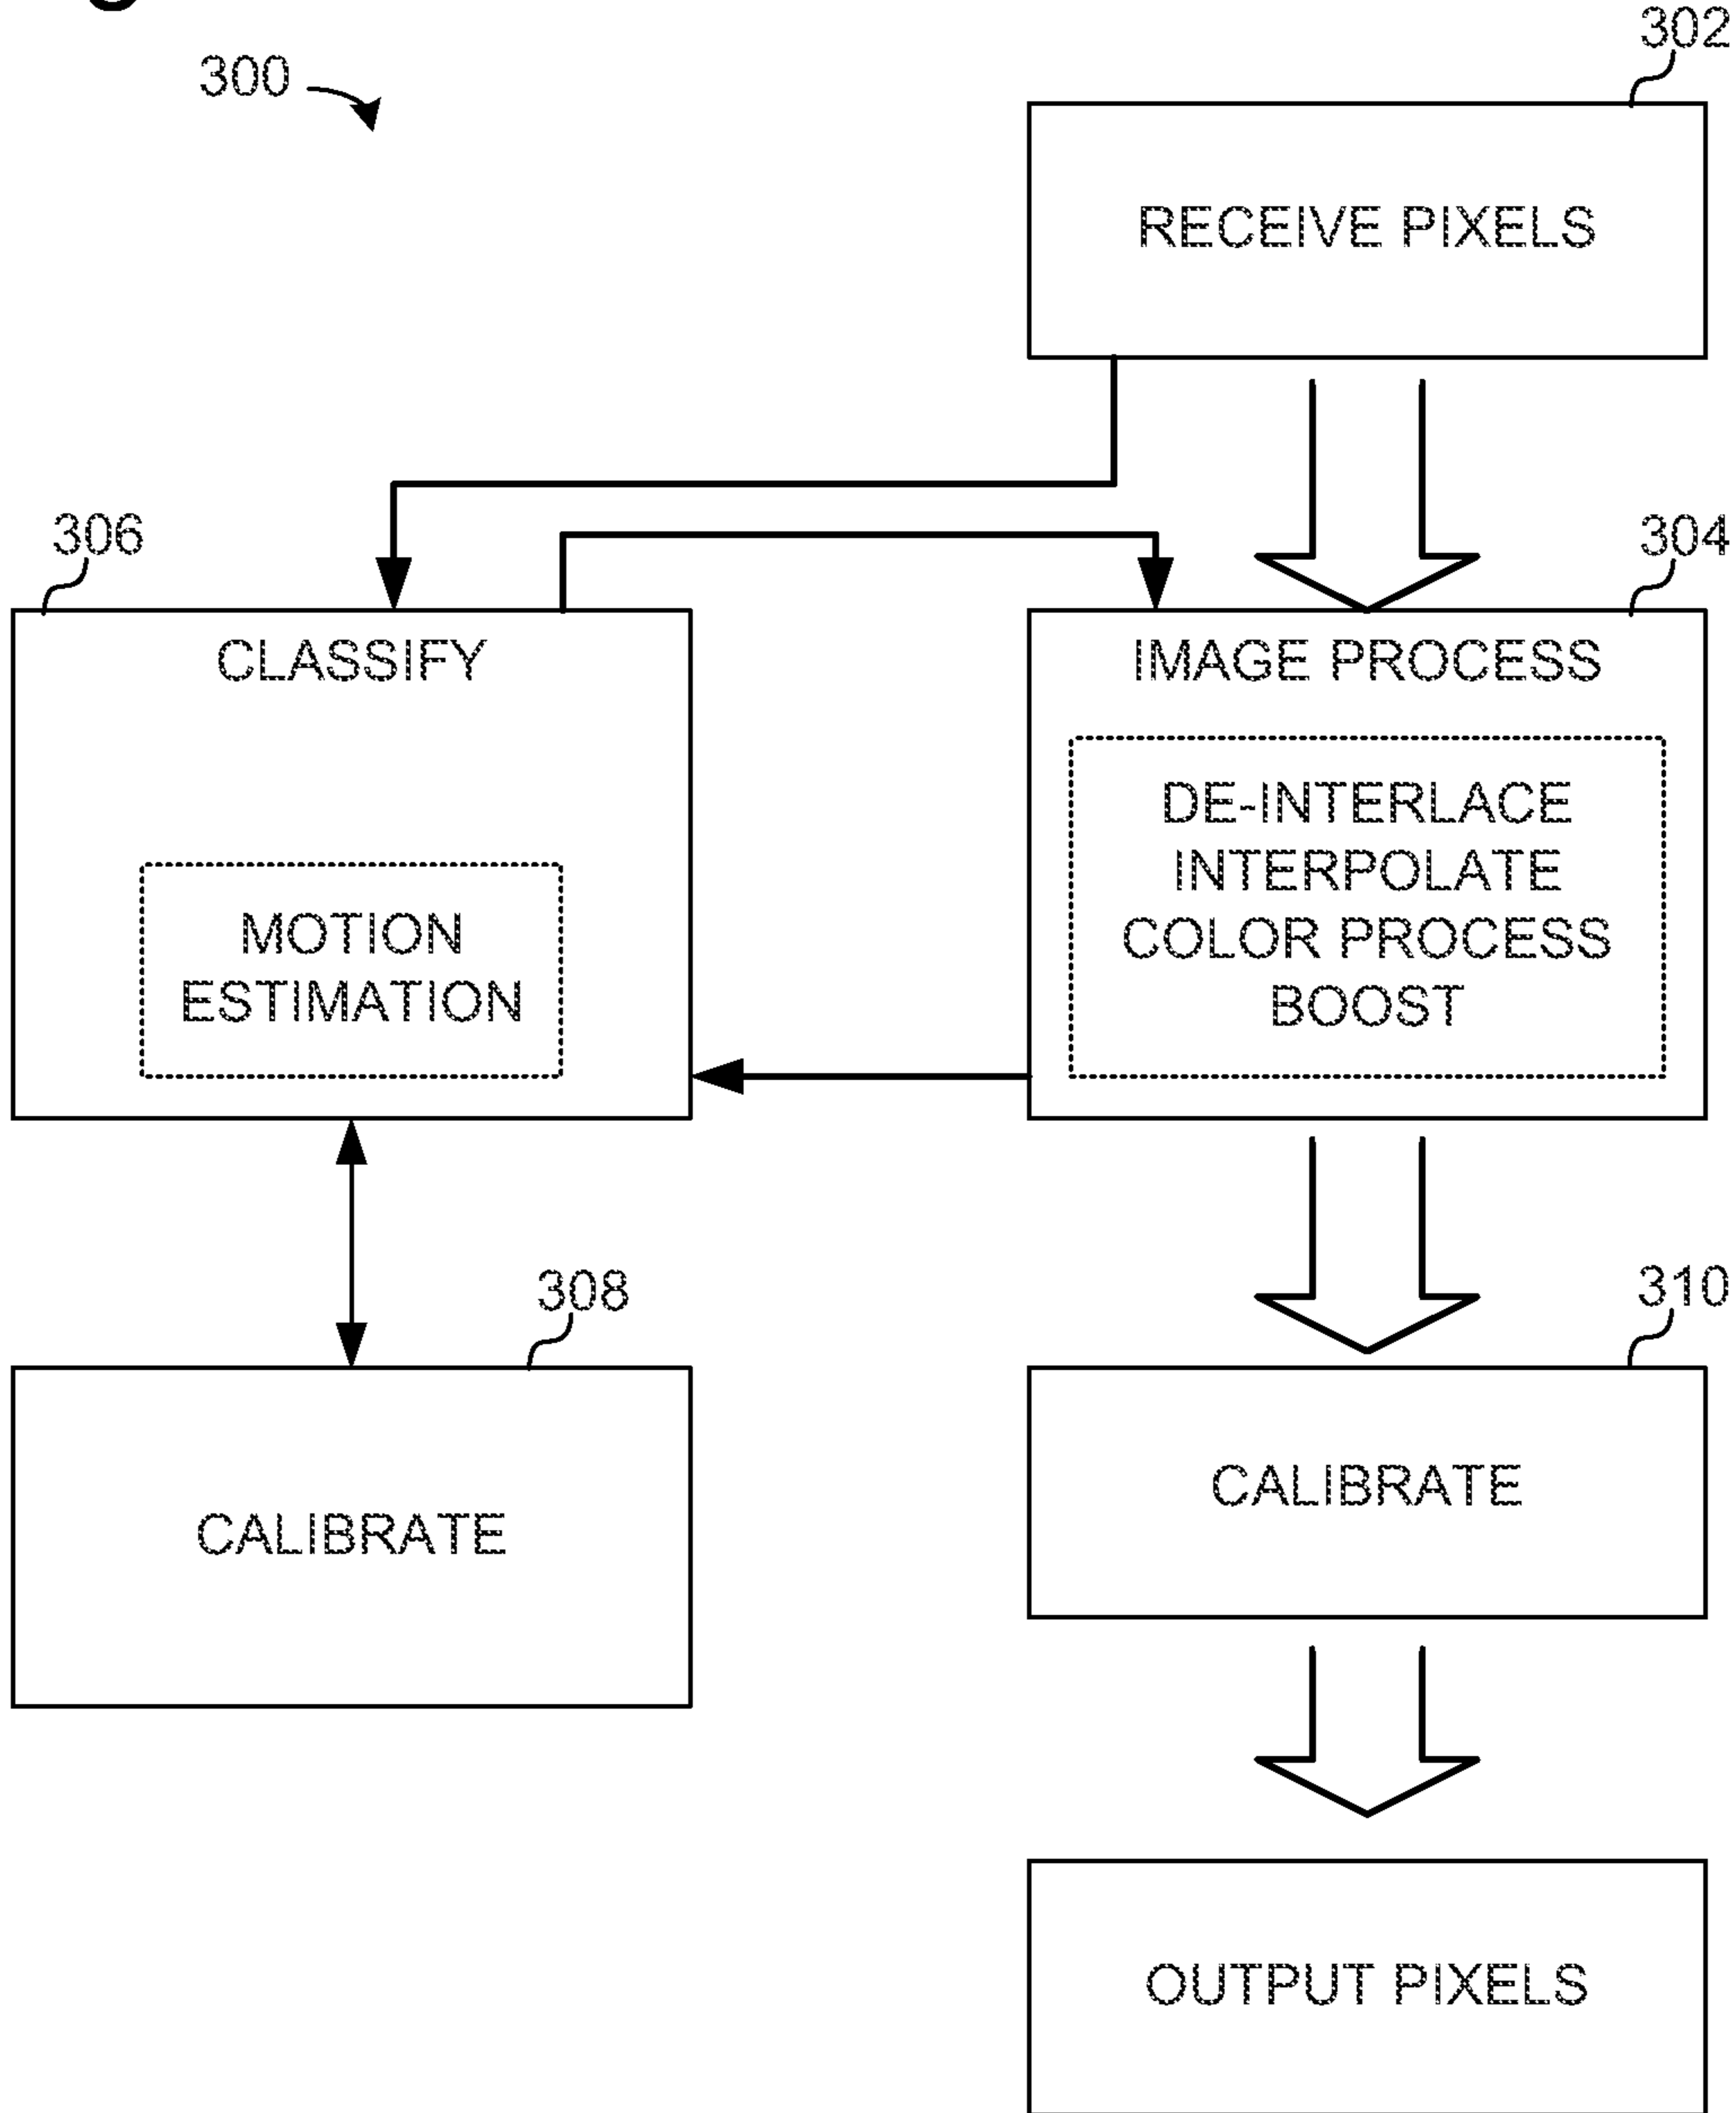 300
302
RECEIVE PIXELS
306
304
CLASSIFY
IMAGE PROCESS
DE-INTERLACE
INTERPOLATE
COLOR PROCESS
BOOST
MOTION
ESTIMATION
308
310
CALIBRATE
CALIBRATE
OUTPUT PIXELS